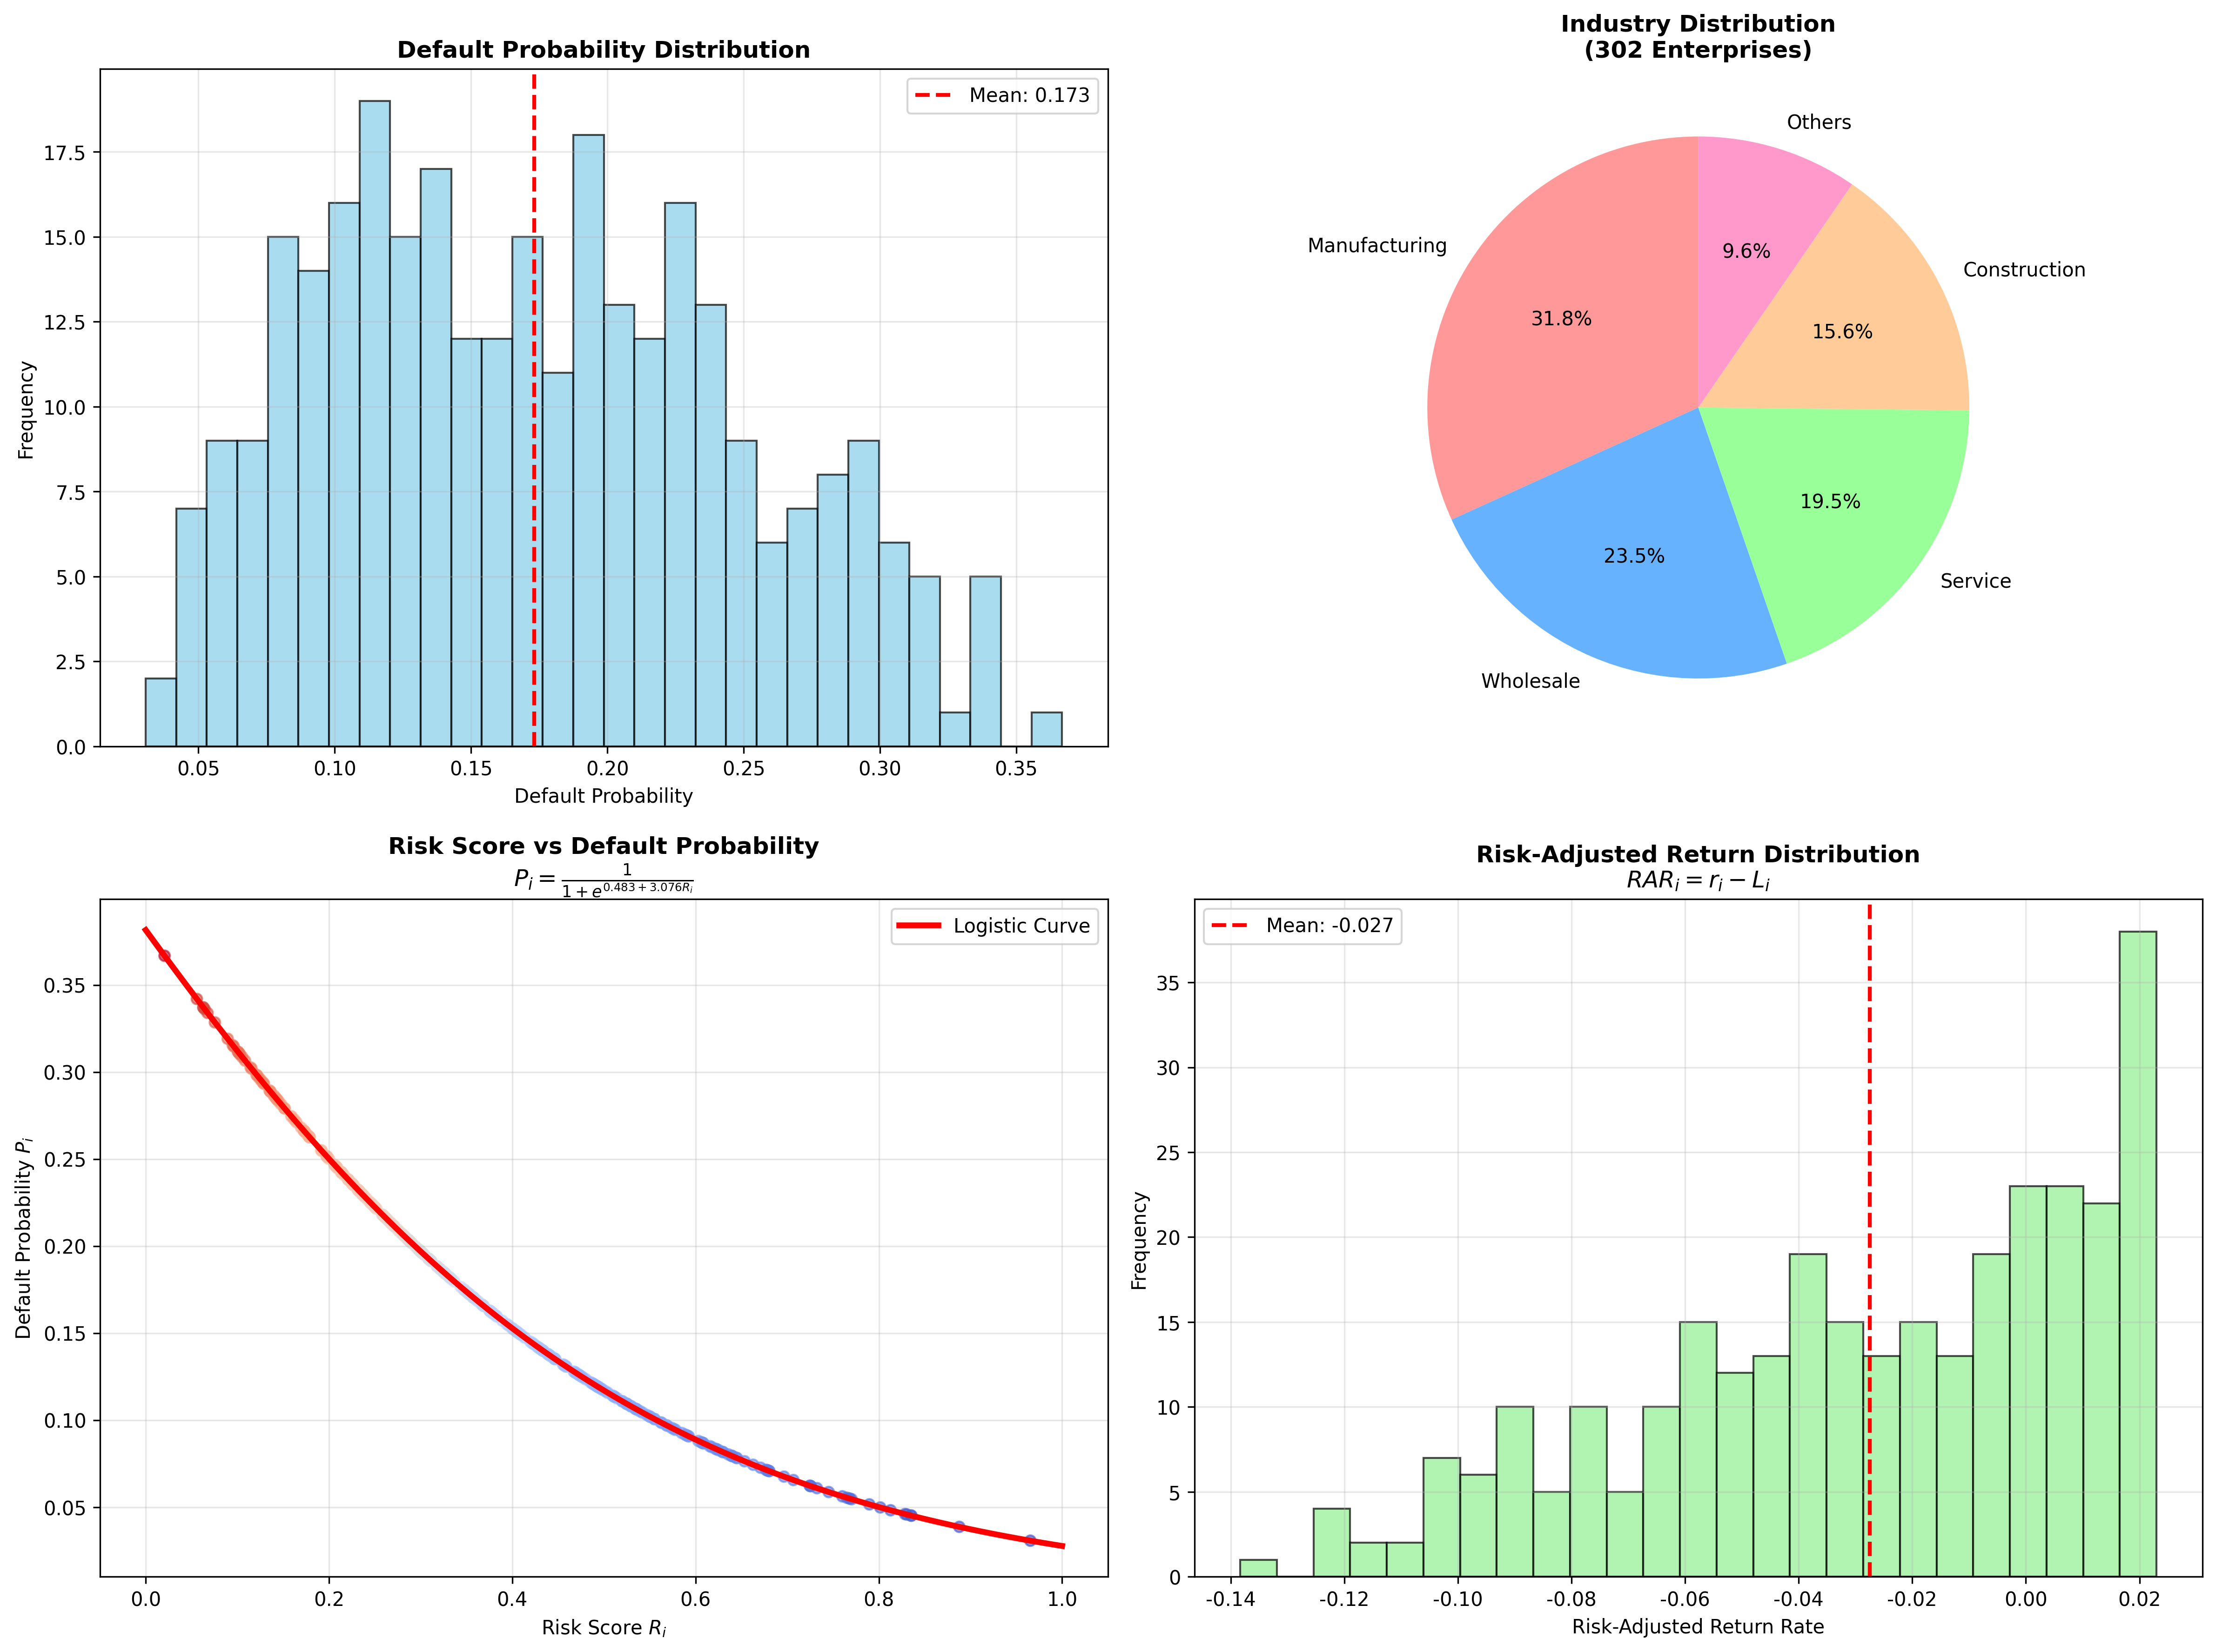 Default Probability Distribution
Mean: 0.173
Frequency
17.5
15.0
12.5
10.0
7.5
5.0
2.5
0.0
0.05 0.10 0.15 0.20 0.25 0.30 0.35
Default Probability
Industry Distribution
(302 Enterprises)
Others
Manufacturing
Construction
Wholesale
Service
9.6%
31.8%
15.6%
19.5%
23.5%
Risk Score vs Default Probability
P_i = \frac{1}{1 + e^{0.483 + 3.076R_i}}
Logistic Curve
Default Probability P_i
0.35
0.30
0.25
0.20
0.15
0.10
0.05
0.0 0.2 0.4 0.6 0.8 1.0
Risk Score R_i
Risk-Adjusted Return Distribution
RAR_i = r_i − L_i
Mean: -0.027
Frequency
35
30
25
20
15
10
5
0
-0.14 -0.12 -0.10 -0.08 -0.06 -0.04 -0.02 0.00 0.02
Risk-Adjusted Return Rate